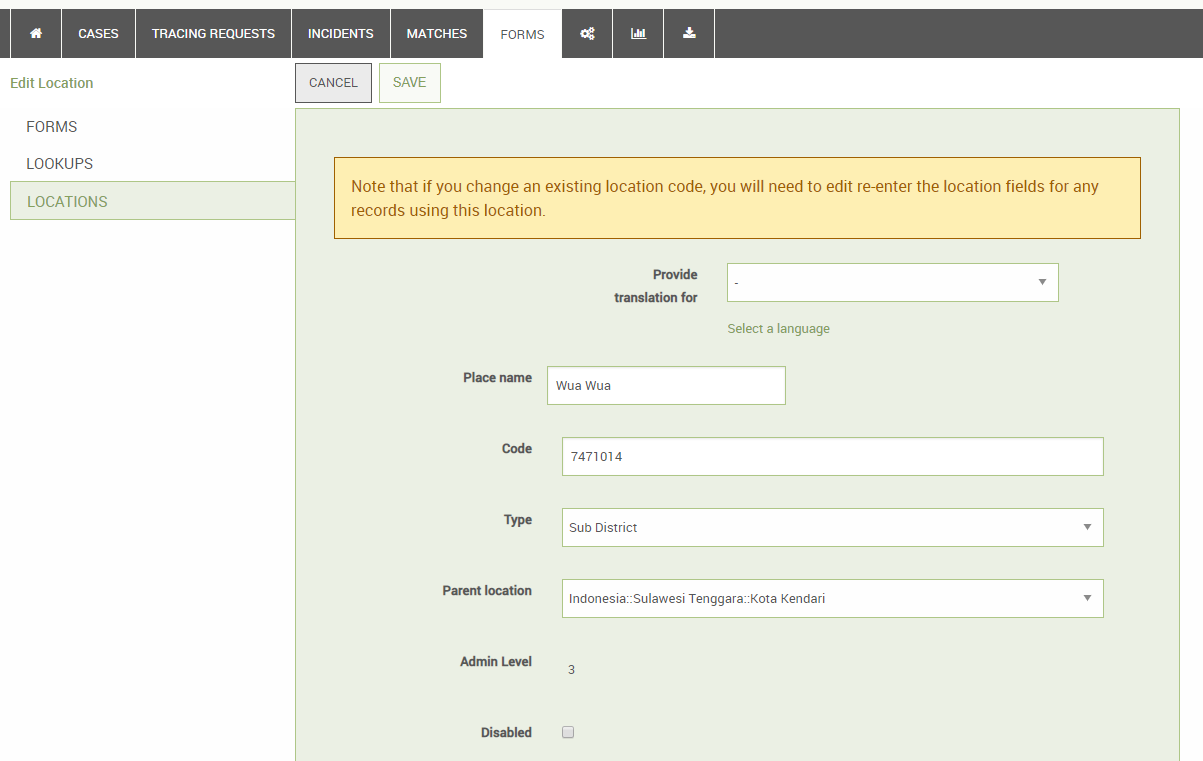 CASES
TRACING REQUESTS
INCIDENTS
MATCHES
FORMS
Edit Location
CANCEL
SAVE
FORMS
LOOKUPS
LOCATIONS
Note that if you change an existing location code, you will need to edit re-enter the location fields for any
records using this location.
Provide
translation for
-
Select a language
Place name
Wua Wua
Code
7471014
Type
Sub District
Parent location
Indonesia::Sulawesi Tenggara::Kota Kendari
Admin Level
3
Disabled